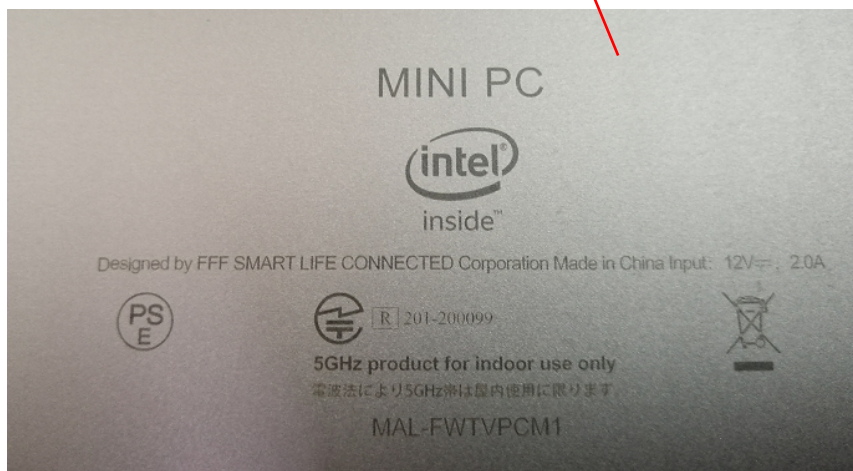 MINI PC
intel®
inside™
Designed by FFF SMART LIFE CONNECTED Corporation Made in China Input: 12V⎓, 2.0A
PS
E
R 201-200099
5GHz product for indoor use only
電波法により5GHz帯は屋内使用に限ります
MAL-FWTVPCM1